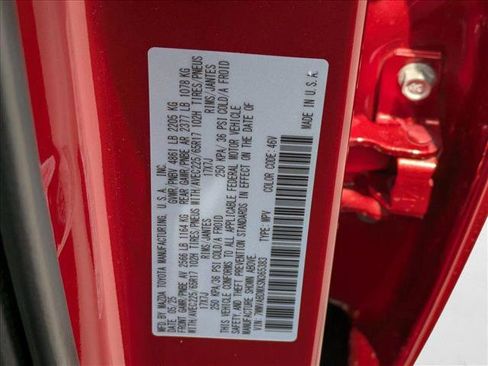 MFD. BY MAZDA TOYOTA MANUFACTURING, U.S.A. INC.
DATE: 05/25 GVWR/PNBV 4861 LB 2205 KG
FRONT GAWR/PNBE AV 2566 LB 1164 KG REAR GAWR/PNBE AR 2377 LB 1078 KG
WITH/AVEC225/65R17 102H TIRES/PNEUS WITH/AVEC225/65R17 102H TIRES/PNEUS
17X7J RIMS/JANTES 17X7J RIMS/JANTES
250 KPA/36 PSI COLD/A FROID 250 KPA/36 PSI COLD/A FROID
THIS VEHICLE CONFORMS TO ALL APPLICABLE FEDERAL MOTOR VEHICLE
SAFETY AND THEFT PREVENTION STANDARDS IN EFFECT ON THE DATE OF
MANUFACTURE SHOWN ABOVE.
TYPE: MPV COLOR CODE: 46V
MADE IN U.S.A.